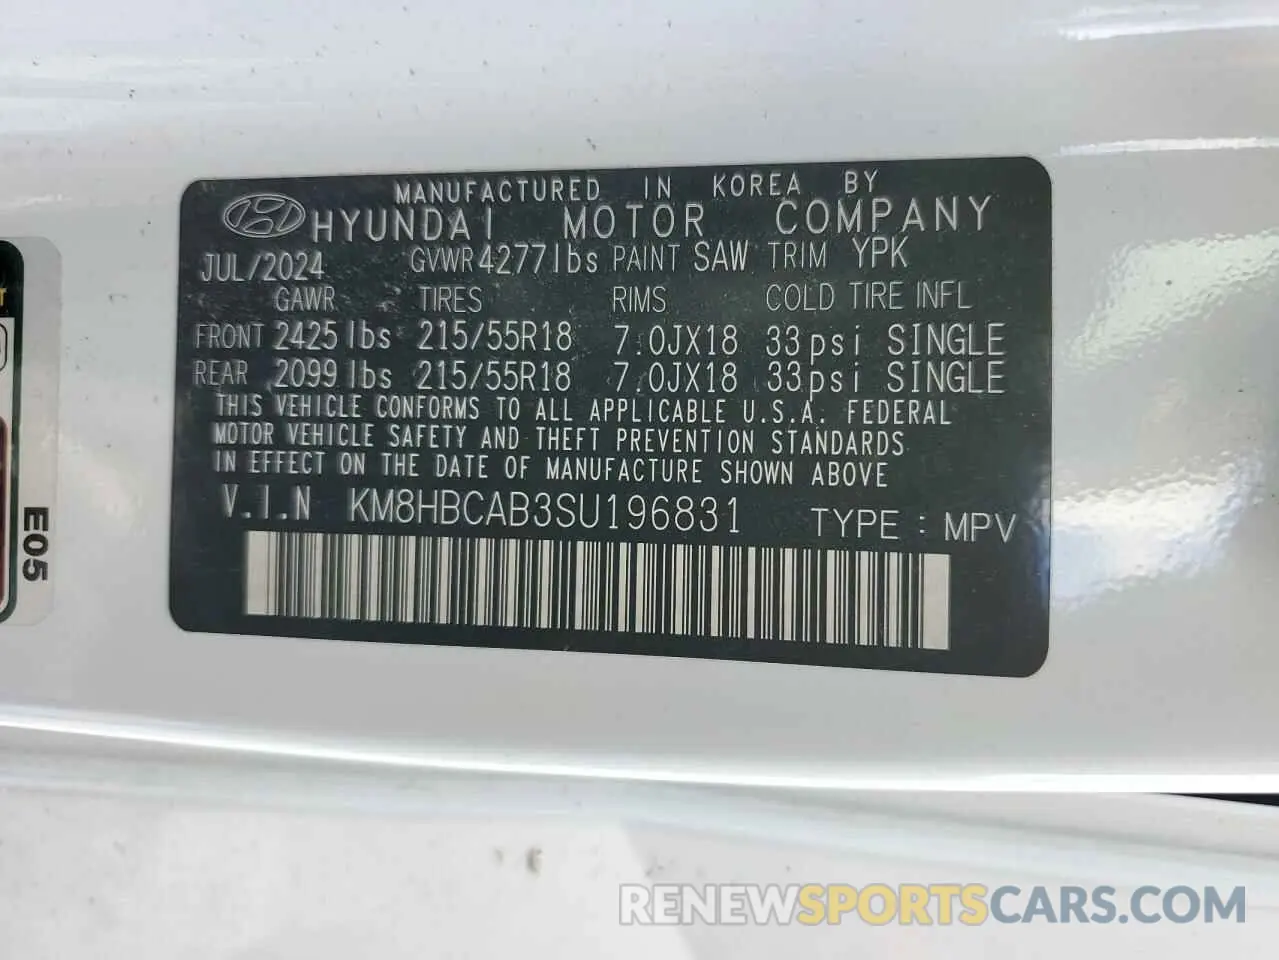 MANUFACTURED IN KOREA BY
HYUNDAI MOTOR COMPANY
JUL/2024 GVWR 4277lbs PAINT SAW TRIM YPK
GAWR TIRES RIMS COLD TIRE INFL
FRONT 2425lbs 215/55R18 7.0JX18 33psi SINGLE
REAR 2099lbs 215/55R18 7.0JX18 33psi SINGLE
THIS VEHICLE CONFORMS TO ALL APPLICABLE U.S.A. FEDERAL
MOTOR VEHICLE SAFETY AND THEFT PREVENTION STANDARDS
IN EFFECT ON THE DATE OF MANUFACTURE SHOWN ABOVE
V.I.N KM8HBCAB3SU196831 TYPE : MPV
E05
RENEWSPORTSCARS.COM